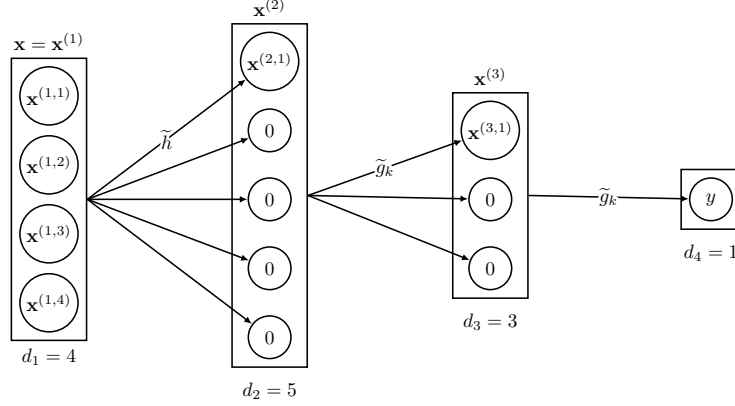 x = x^{(1)}
x^{(1,1)}
x^{(1,2)}
x^{(1,3)}
x^{(1,4)}
d_1 = 4
h̃
x^{(2)}
x^{(2,1)}
0
0
0
0
d_2 = 5
g̃_k
x^{(3)}
x^{(3,1)}
0
0
d_3 = 3
g̃_k
y
d_4 = 1